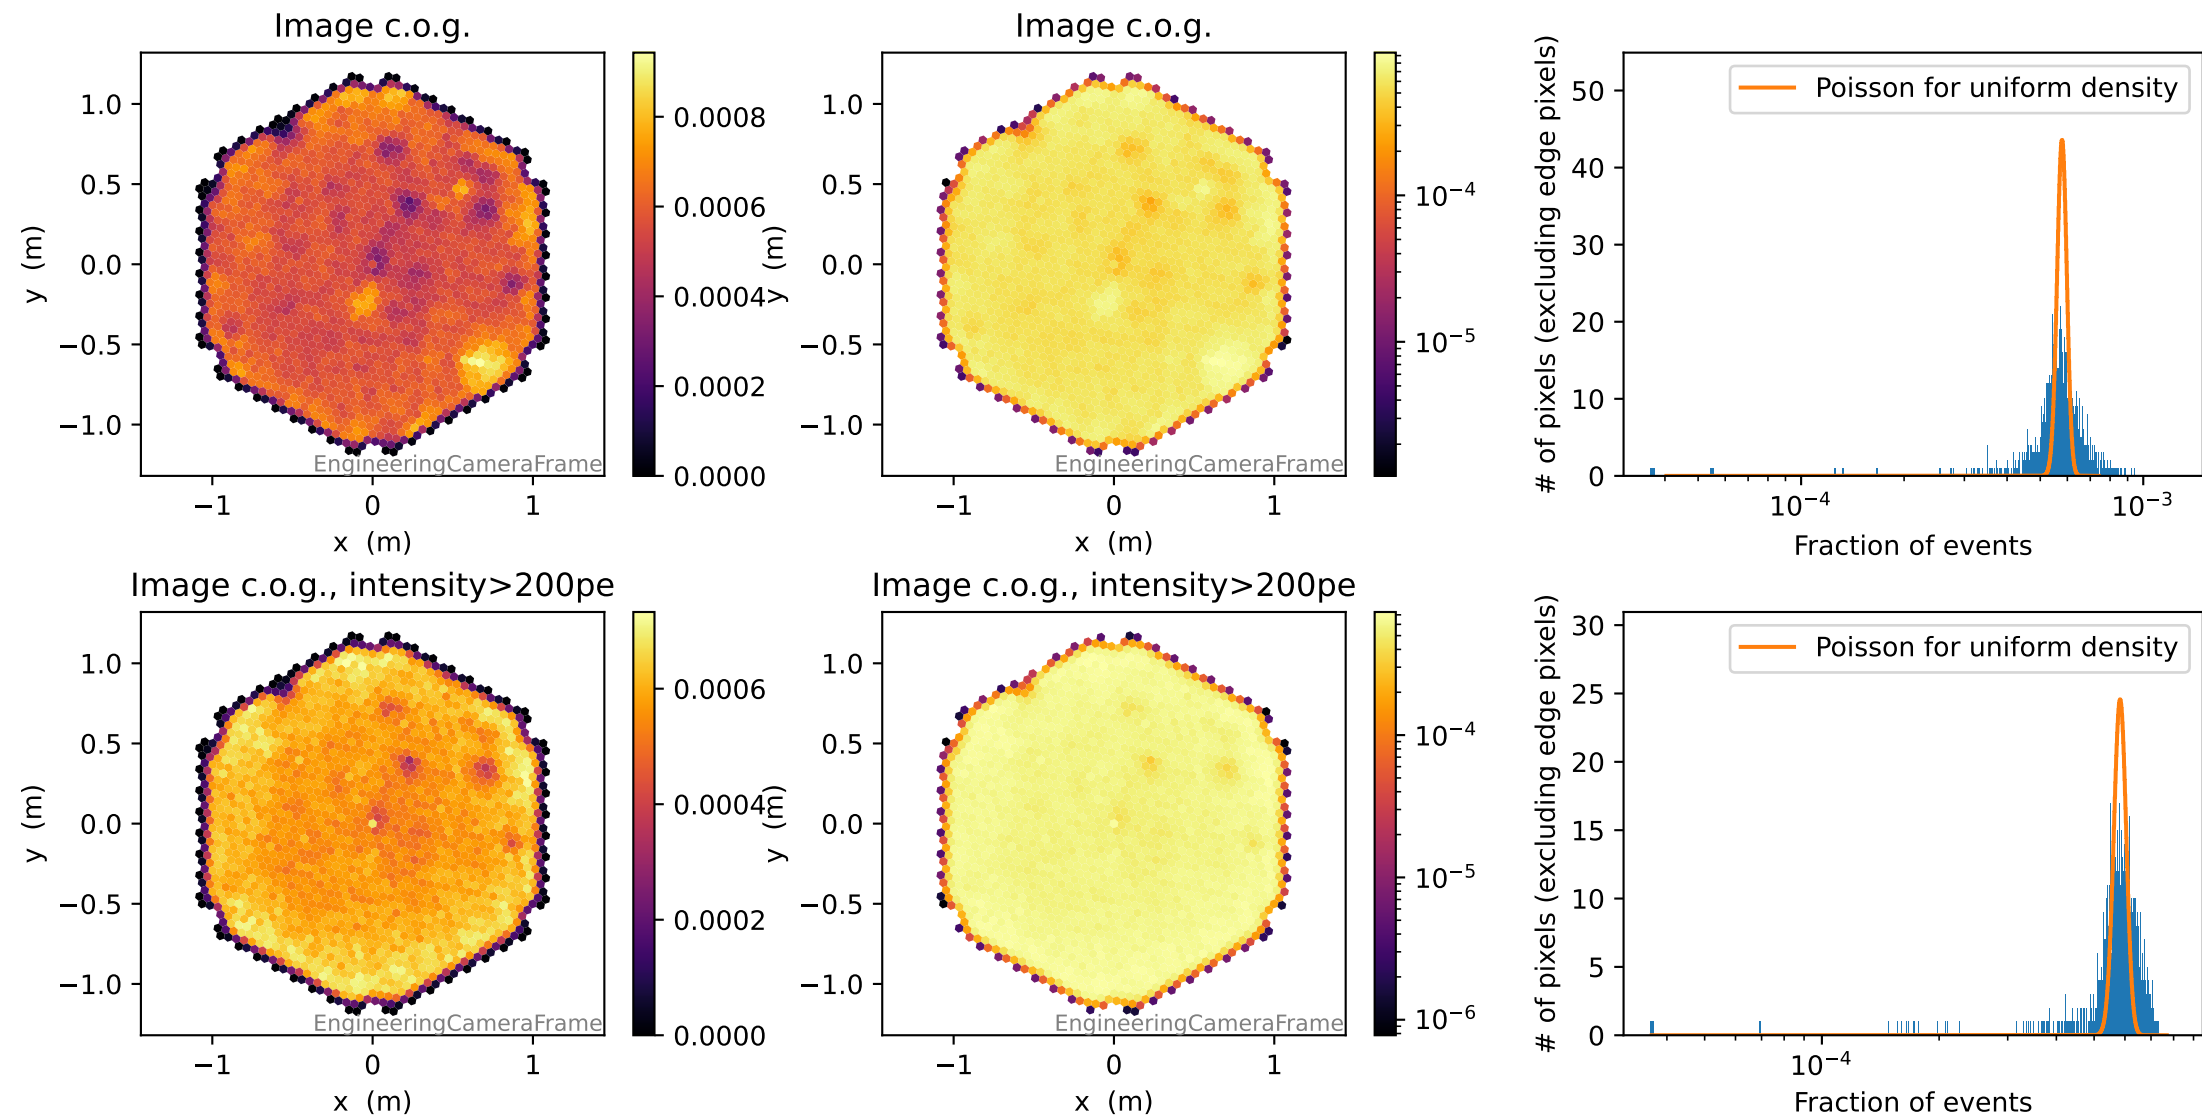 Image c.o.g.
y (m)
1.0
0.5
0.0
−0.5
−1.0
−1
0
1
x (m)
EngineeringCameraFrame
0.0008
0.0006
0.0004
0.0002
0.0000
Image c.o.g.
y (m)
1.0
0.5
0.0
−0.5
−1.0
−1
0
1
x (m)
EngineeringCameraFrame
10⁻⁴
10⁻⁵
# of pixels (excluding edge pixels)
50
40
30
20
10
0
Poisson for uniform density
10⁻⁴
10⁻³
Fraction of events
Image c.o.g., intensity>200pe
y (m)
1.0
0.5
0.0
−0.5
−1.0
−1
0
1
x (m)
EngineeringCameraFrame
0.0006
0.0004
0.0002
0.0000
Image c.o.g., intensity>200pe
y (m)
1.0
0.5
0.0
−0.5
−1.0
−1
0
1
x (m)
EngineeringCameraFrame
10⁻⁴
10⁻⁵
10⁻⁶
# of pixels (excluding edge pixels)
30
25
20
15
10
5
0
Poisson for uniform density
10⁻⁴
Fraction of events